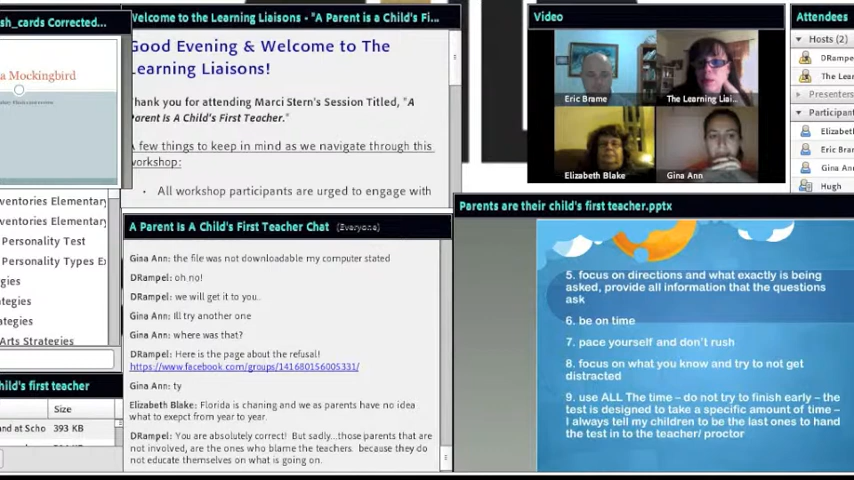 sh_cards Corrected...
a Mockingbird
Welcome to the Learning Liaisons - "A Parent is a Child's Fi...
Good Evening & Welcome to The
Learning Liaisons!
Thank you for attending Marci Stern's Session Titled, "A
Parent Is A Child's First Teacher."
A few things to keep in mind as we navigate through this
workshop:
· All workshop participants are urged to engage with
Video
Eric Brame
The Learning Liai..
Elizabeth Blake
Gina Ann
Attendees
Hosts (2)
DRampe
The Lear
Presenters
Participant
Elizabet
Eric Bra
Gina An
Hugh
ventories Elementar
ventories Elementar
Personality Test
Personality Types E
gies
ategies
ategies
Arts Strategies
hild's first teacher
Size
and at Scho 393 KB
A Parent Is A Child's First Teacher Chat (Everyone)
Gina Ann: the file was not downloadable my computer stated
DRampel: oh no!
DRampel: we will get it to you.
Gina Ann: Ill try another one
Gina Ann: where was that?
DRampel: Here is the page about the refusal!
https://www.facebook.com/groups/141680156005331/
Gina Ann: ty
Elizabeth Blake: Florida is chaning and we as parents have no idea
what to exepct from year to year.
DRampel: You are absolutely correct! But sadly...those parents that are
not involved, are the ones who blame the teachers. because they do
not educate themselves on what is going on.
Parents are their child's first teacher.pptx
5. focus on directions and what exactly is being
asked, provide all information that the questions
ask
6. be on time
7. pace yourself and don't rush
8. focus on what you know and try to not get
distracted
9. use ALL The time – do not try to finish early – the
test is designed to take a specific amount of time –
I always tell my children to be the last ones to hand
the test in to the teacher/ proctor